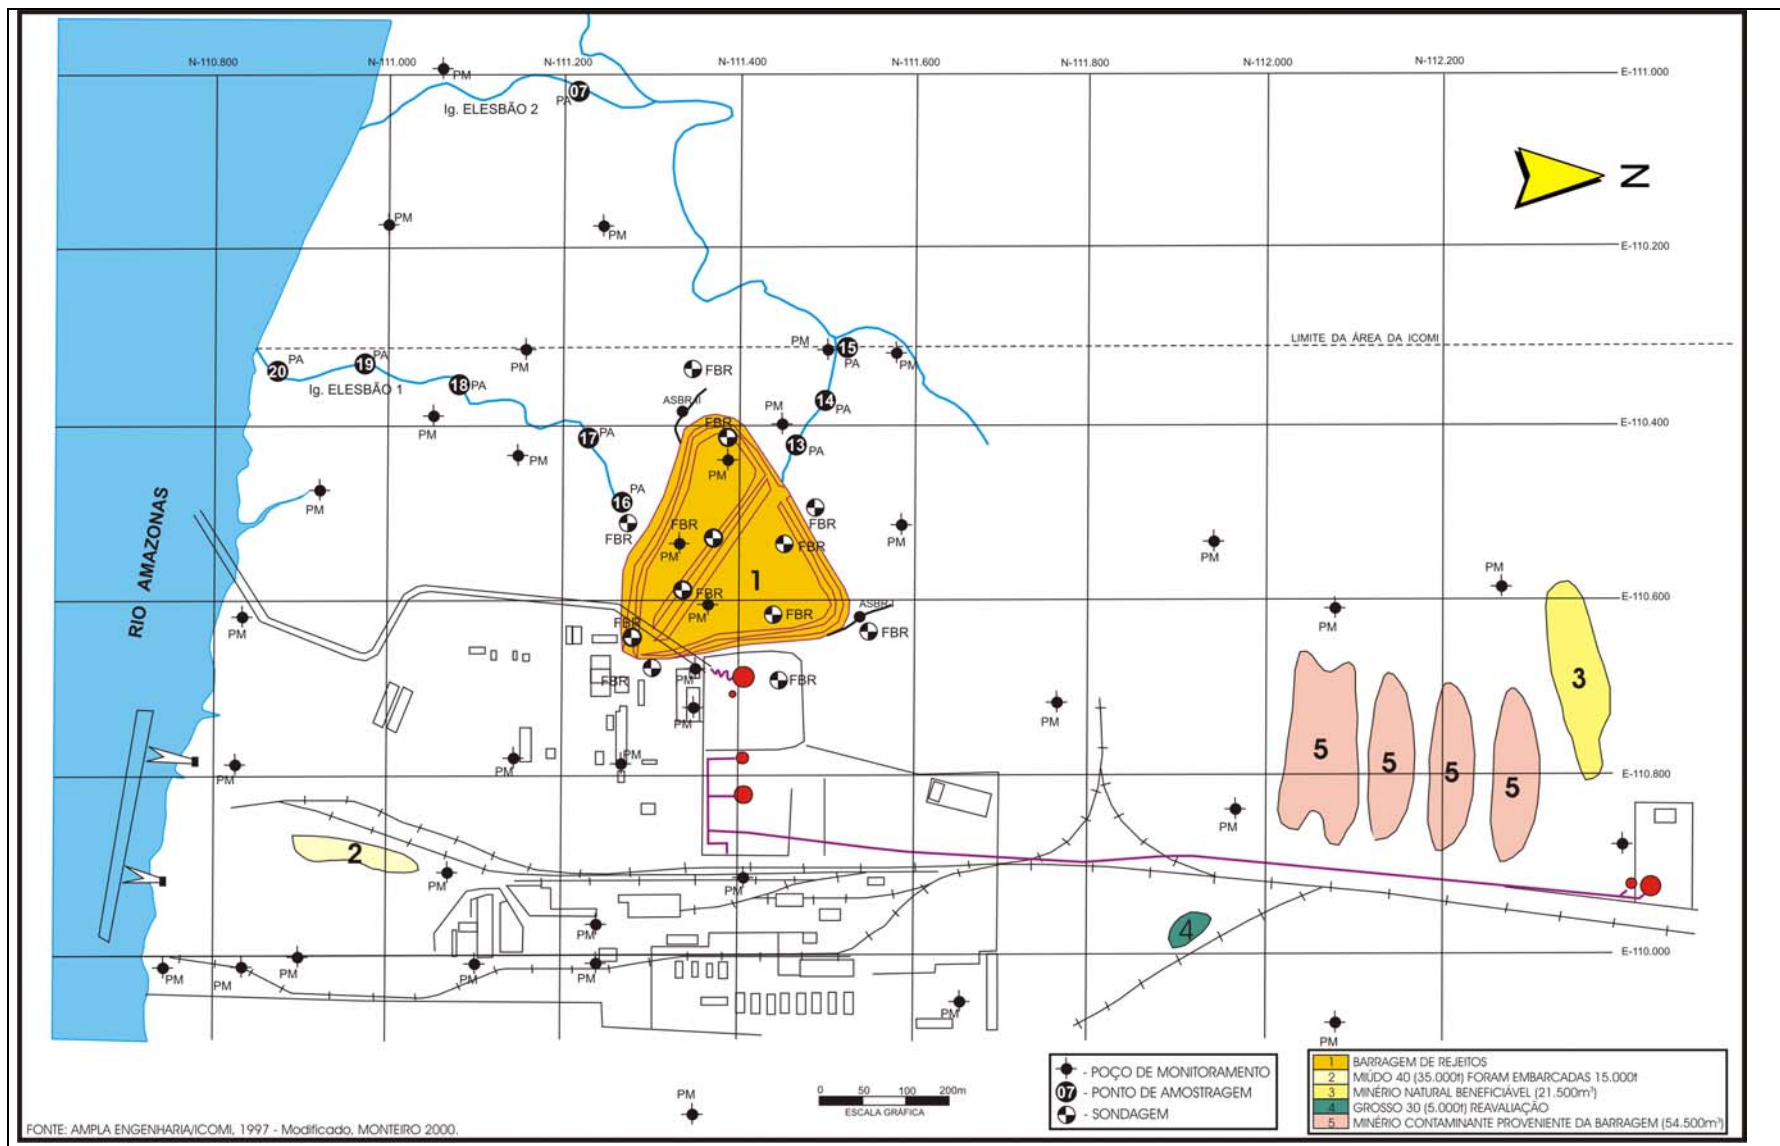 N-110.800 N-111.000 N-111.200 N-111.400 N-111.600 N-111.800 N-112.000 N-112.200
E-111.000
PM
07
PA
Ig. ELESBÃO 2
N
PM
PM
E-110.200
LIMITE DA ÁREA DA ICOMI
PM
15
PA
PM
PM
20
PA
19
PA
18
PA
Ig. ELESBÃO 1
FBR
14
PA
ASBR II
PM
PM
FBR
E-110.400
17
PA
13
PA
PM
PM
PM
16
PA
FBR
FBR
FBR
FBR
PM
PM
PM
PM
RIO AMAZONAS
1
FBR
PM
FBR
ASBR I
FBR
E-110.600
PM
PM
FBR
FBR
PM
FBR
PM
PM
3
5
5
5
5
PM
PM
PM
E-110.800
PM
2
PM
PM
4
PM
E-110.000
PM
PM
PM
PM
PM
PM
PM
PM
- POÇO DE MONITORAMENTO
07 - PONTO DE AMOSTRAGEM
- SONDAGEM
0 50 100 200m
ESCALA GRÁFICA
1 BARRAGEM DE REJEITOS
2 MIÚDO 40 (35.000t) FORAM EMBARCADAS 15.000t
3 MINÉRIO NATURAL BENEFICIÁVEL (21.500m³)
4 GROSSO 30 (5.000t) REAVALIAÇÃO
5 MINÉRIO CONTAMINANTE PROVENIENTE DA BARRAGEM (54.500m³)
FONTE: AMPLA ENGENHARIA/ICOMI, 1997 - Modificado, MONTEIRO 2000.